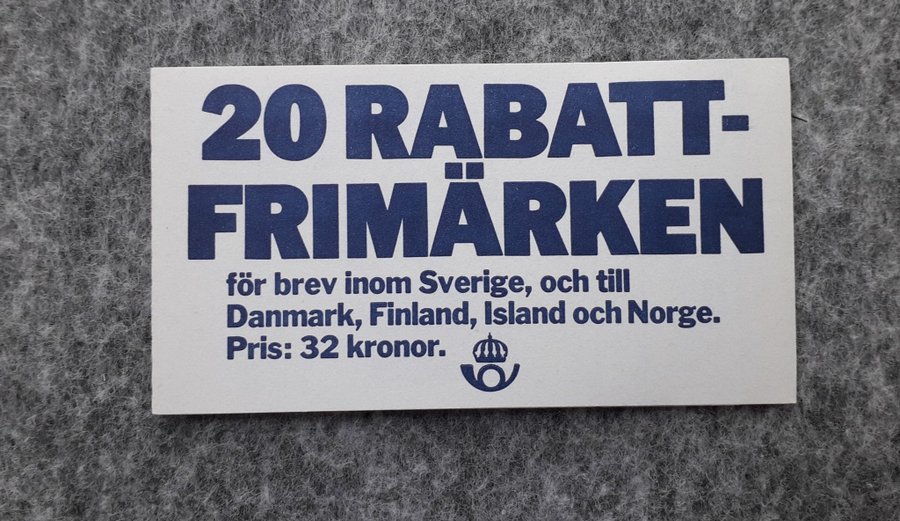 20 RABATT-
FRIMÄRKEN
för brev inom Sverige, och till
Danmark, Finland, Island och Norge.
Pris: 32 kronor.